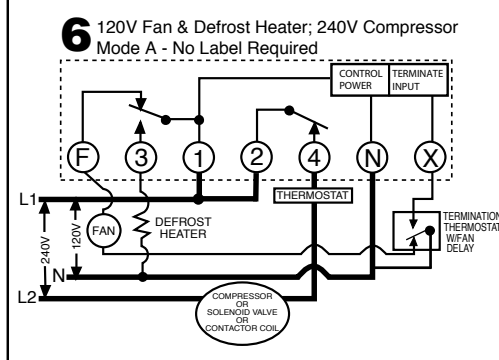 6 120V Fan & Defrost Heater; 240V Compressor
Mode A - No Label Required
CONTROL
POWER
TERMINATE
INPUT
F 3 1 2 4 N X
L1
THERMOSTAT
240V
120V
FAN
DEFROST
HEATER
TERMINATION
THERMOSTAT
W/FAN
DELAY
N
L2
COMPRESSOR
OR
SOLENOID VALVE
OR
CONTACTOR COIL